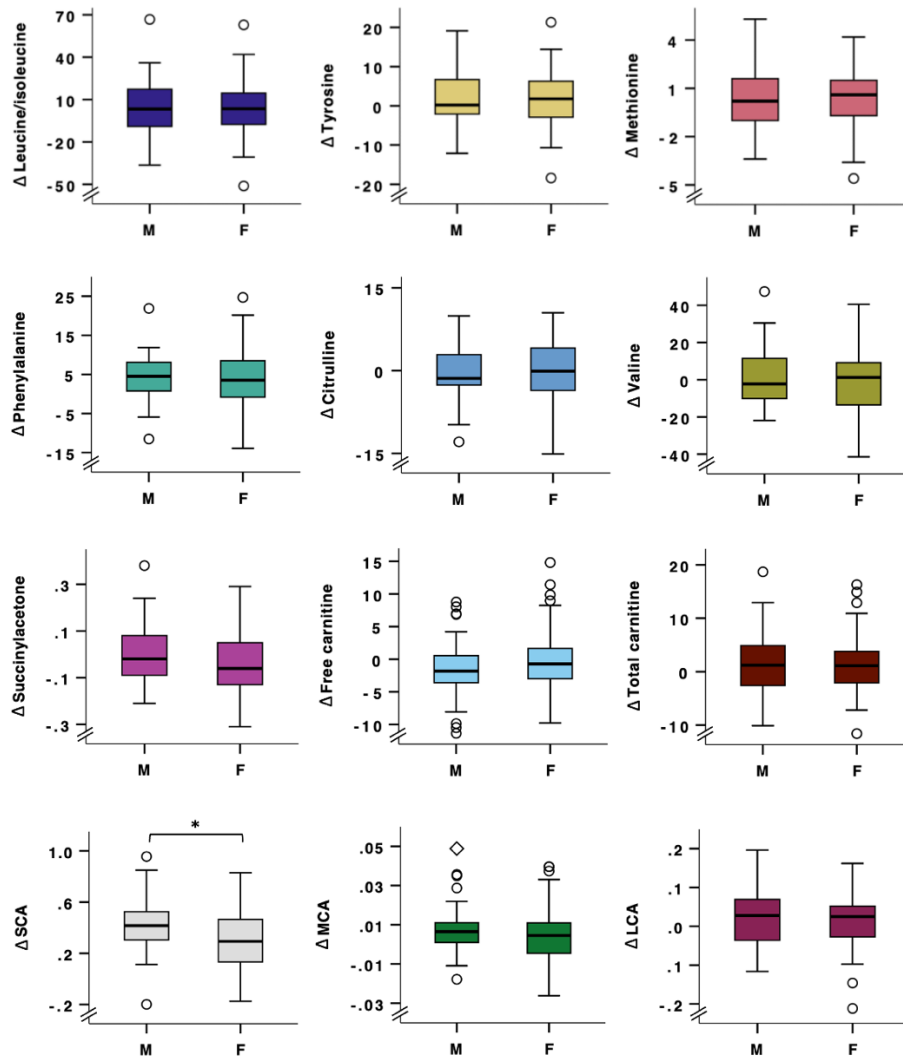 Δ Leucine/isoleucine
70
40
10
-20
-50
M F
Δ Tyrosine
20
10
0
-10
-20
M F
Δ Methionine
4
1
-2
-5
M F
Δ Phenylalanine
25
15
5
-5
-15
M F
Δ Citrulline
15
0
-15
M F
Δ Valine
40
20
0
-20
-40
M F
Δ Succinylacetone
.3
.1
-.1
-.3
M F
Δ Free carnitine
15
10
5
0
-5
-10
M F
Δ Total carnitine
20
10
0
-10
M F
Δ SCA
1.0
.6
.2
-.2
*
M F
Δ MCA
.05
.03
.01
-.01
-.03
M F
Δ LCA
.2
.1
.0
.1
-.2
M F